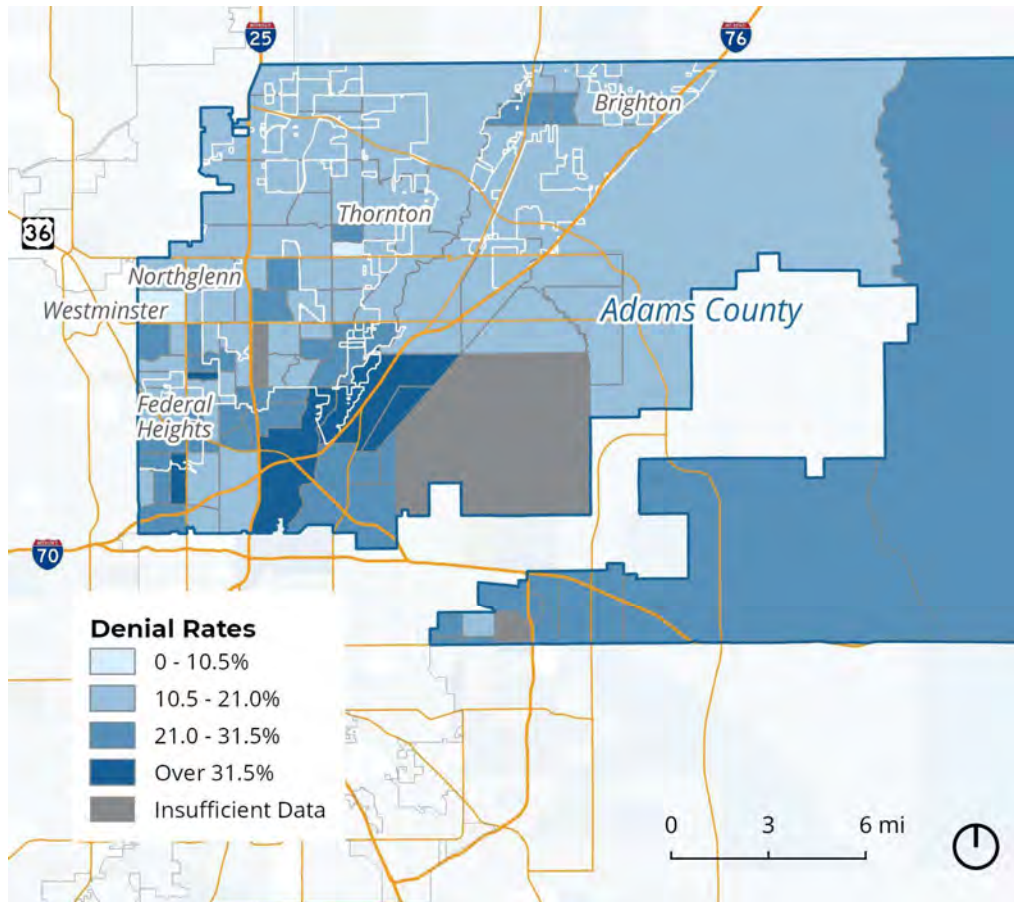 25
76
Brighton
Thornton
36
Northglenn
Westminster
Adams County
Federal
Heights
70
Denial Rates
0 - 10.5%
10.5 - 21.0%
21.0 - 31.5%
Over 31.5%
Insufficient Data
0 3 6 mi